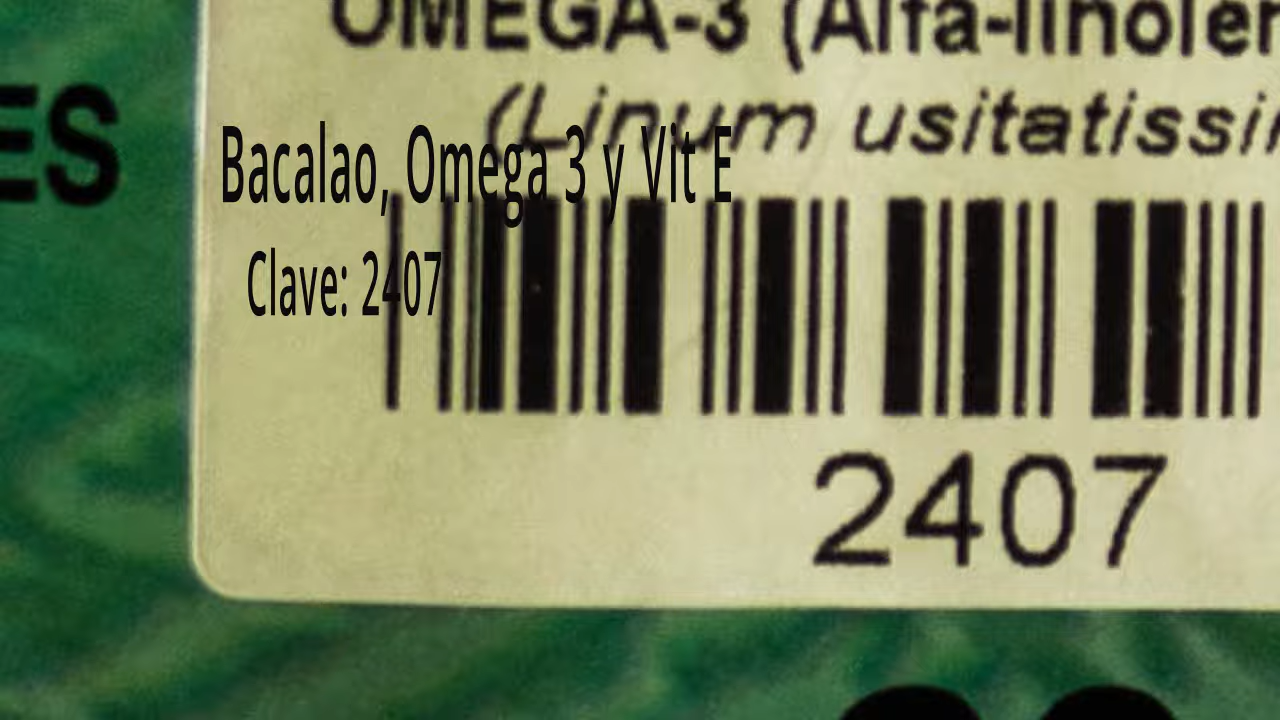 OMEGA-3 (Alfa-linolen
(Linum usitatissi
ES
Bacalao, Omega 3 y Vit E
Clave: 2407
2407